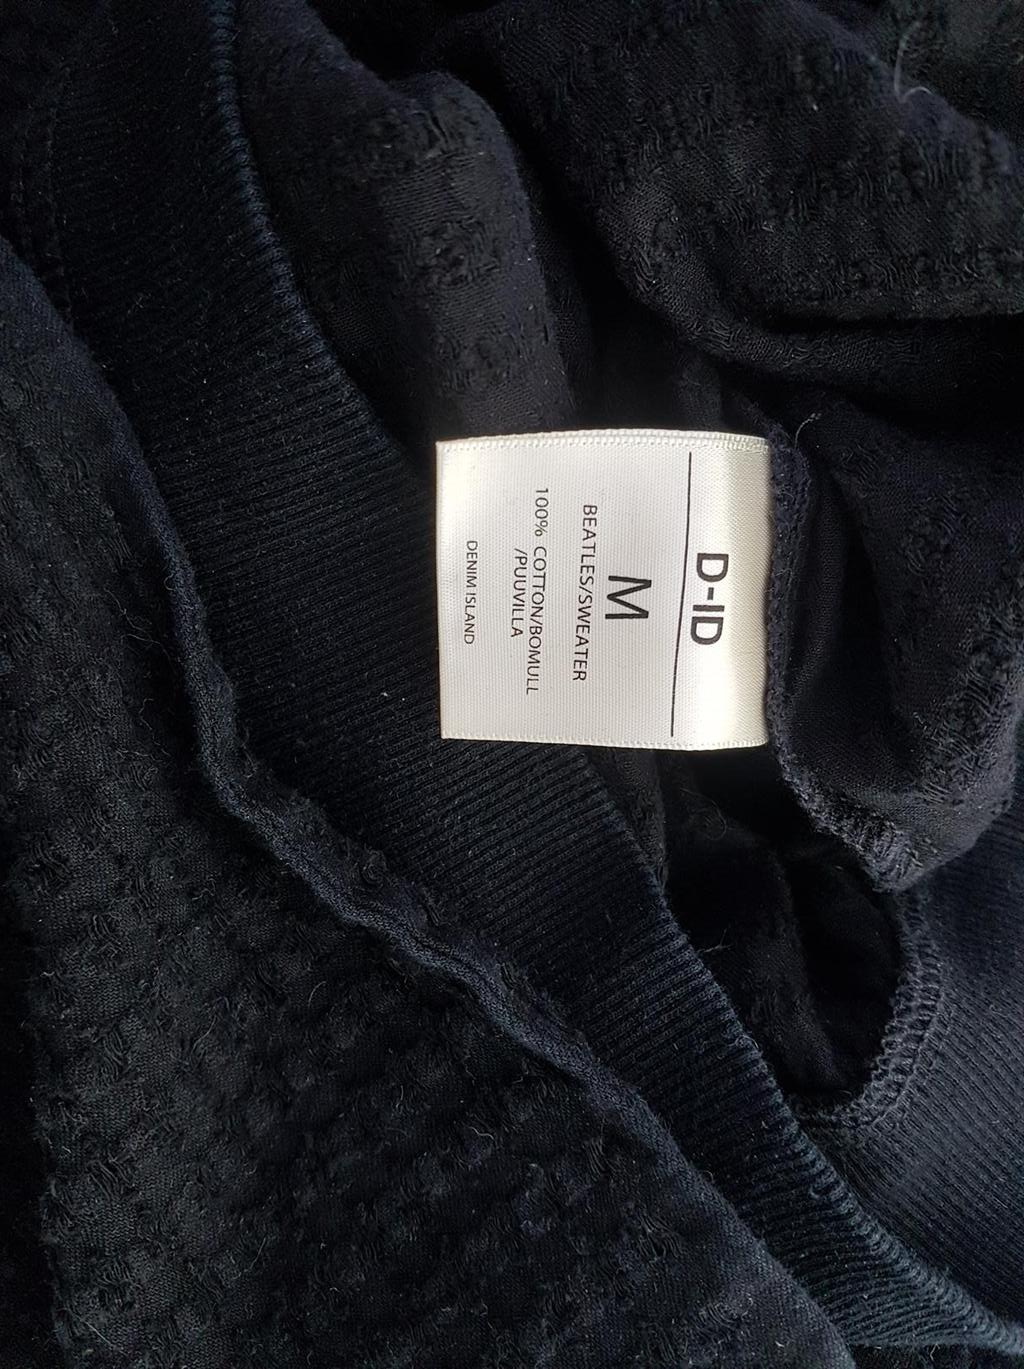 D-ID
M
BEATLES/SWEATER
100% COTTON/BOMULL
/PUUVILLA
DENIM ISLAND